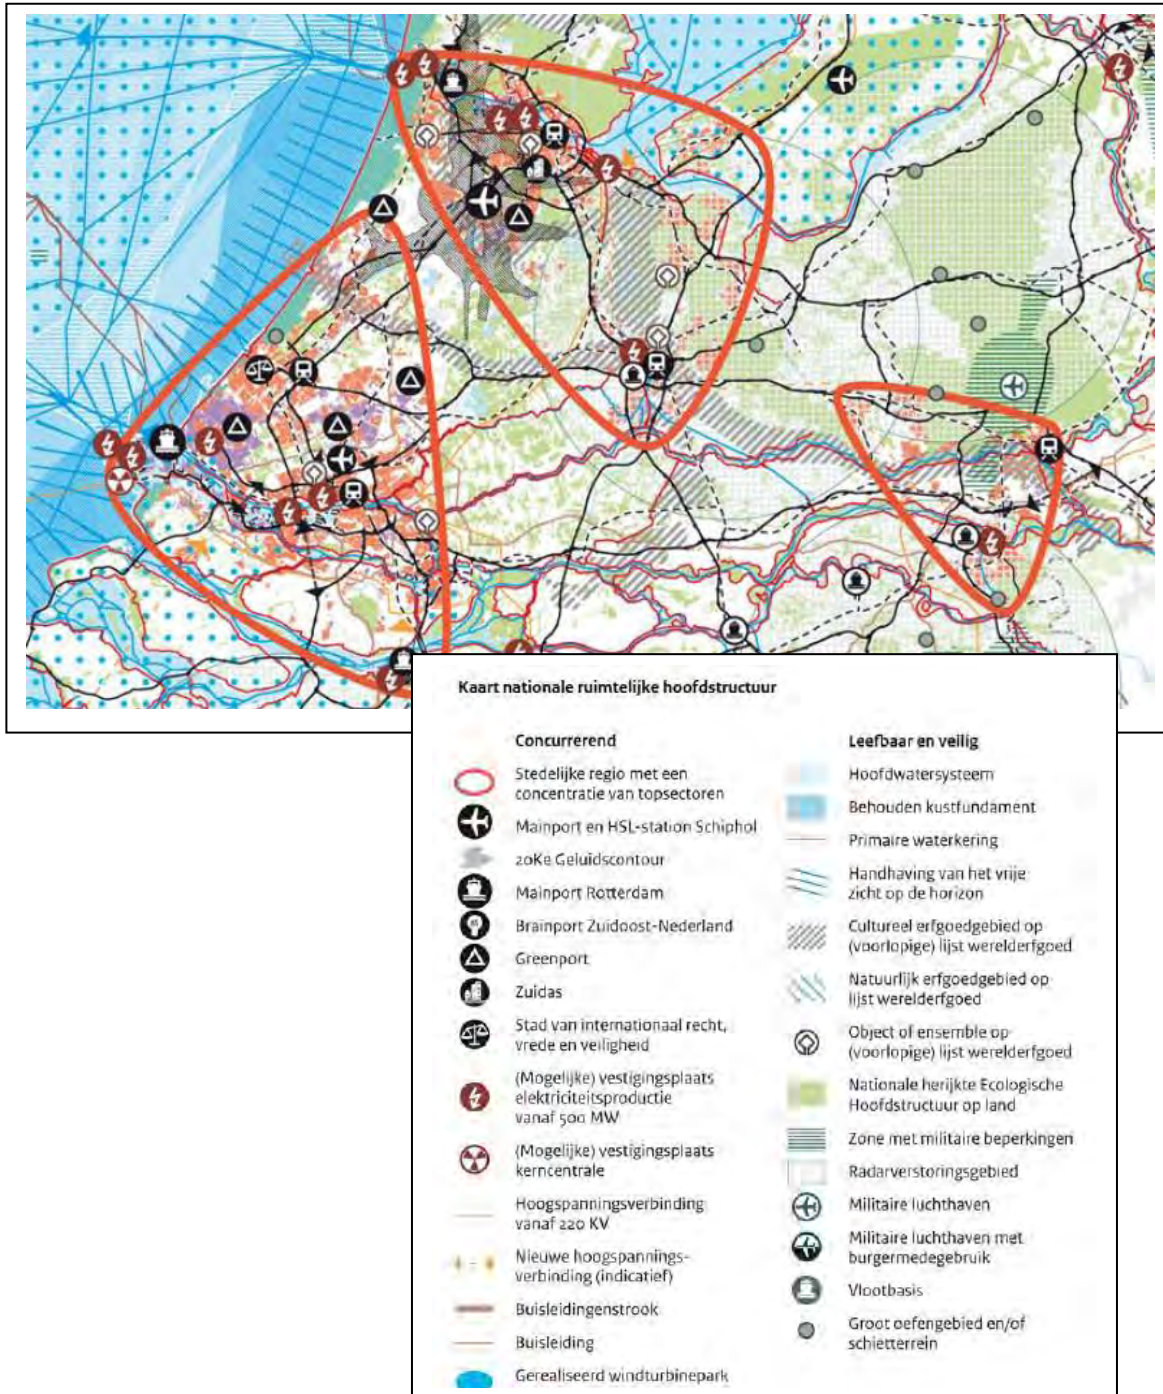 Kaart nationale ruimtelijke hoofdstructuur
Concurrerend
Stedelijke regio met een
concentratie van topsectoren
Mainport en HSL-station Schiphol
20Ke Geluidscontour
Mainport Rotterdam
Brainport Zuidoost-Nederland
Greenport
Zuidas
Stad van internationaal recht,
vrede en veiligheid
(Mogelijke) vestigingsplaats
elektriciteitsproductie
vanaf 500 MW
(Mogelijke) vestigingsplaats
kerncentrale
Hoogspanningsverbinding
vanaf 220 KV
Nieuwe hoogspannings-
verbinding (indicatief)
Buisleidingenstrook
Buisleiding
Gerealiseerd windturbinepark
Leefbaar en veilig
Hoofdwatersysteem
Behouden kustfundament
Primaire waterkering
Handhaving van het vrije
zicht op de horizon
Cultureel erfgoedgebied op
(voorlopige) lijst werelderfgoed
Natuurlijk erfgoedgebied op
lijst werelderfgoed
Object of ensemble op
(voorlopige) lijst werelderfgoed
Nationale herijkte Ecologische
Hoofdstructuur op land
Zone met militaire beperkingen
Radarverstoringsgebied
Militaire luchthaven
Militaire luchthaven met
burgermedegebruik
Vlootbasis
Groot oefengebied en/of
schietterrein